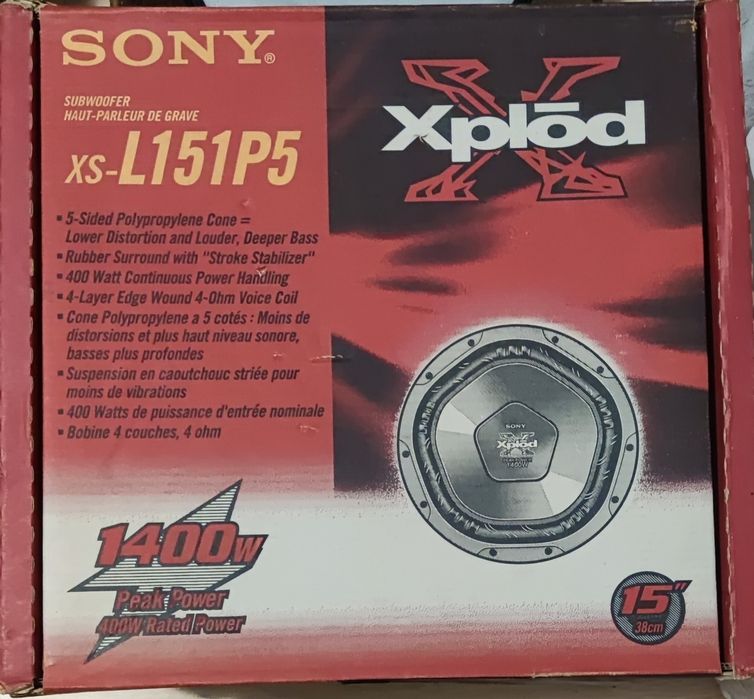 SONY®
SUBWOOFER
HAUT-PARLEUR DE GRAVE
XS-L151P5
Xplōd
▪ 5-Sided Polypropylene Cone =
Lower Distortion and Louder, Deeper Bass
▪ Rubber Surround with "Stroke Stabilizer"
▪ 400 Watt Continuous Power Handling
▪ 4-Layer Edge Wound 4-Ohm Voice Coil
▪ Cone Polypropylene a 5 cotés : Moins de
distorsions et plus haut niveau sonore,
basses plus profondes
▪ Suspension en caoutchouc striée pour
moins de vibrations
▪ 400 Watts de puissance d'entrée nominale
▪ Bobine 4 couches, 4 ohm
SONY
Xplōd
1400W
1400W
Peak Power
400W Rated Power
15"
38cm